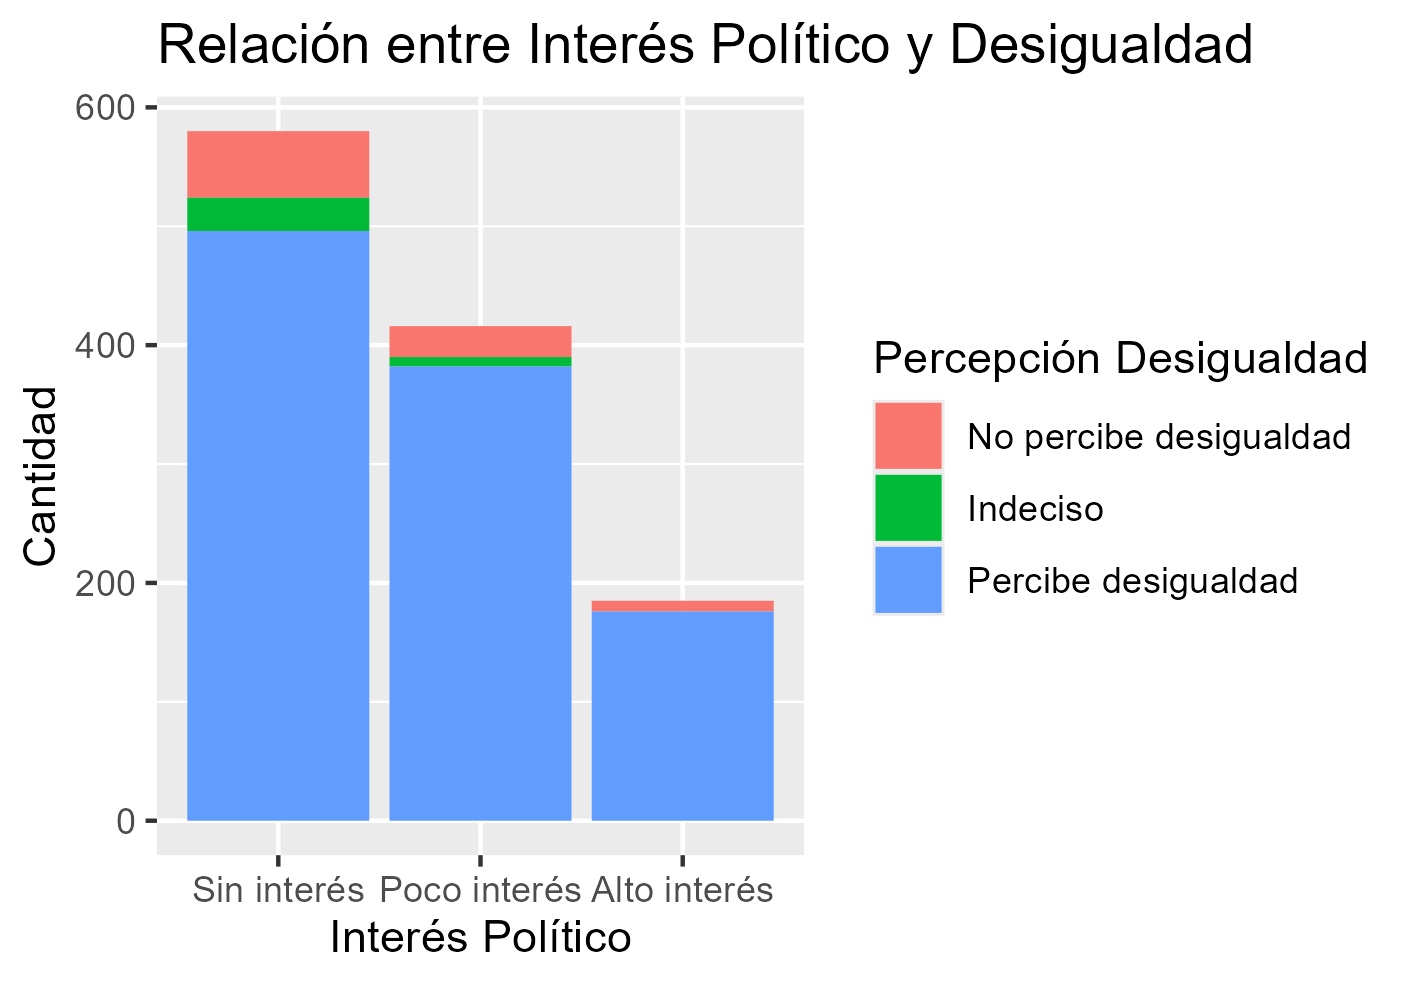 Relación entre Interés Político y Desigualdad
600
400
200
0
Cantidad
Sin interés Poco interés Alto interés
Interés Político
Percepción Desigualdad
No percibe desigualdad
Indeciso
Percibe desigualdad